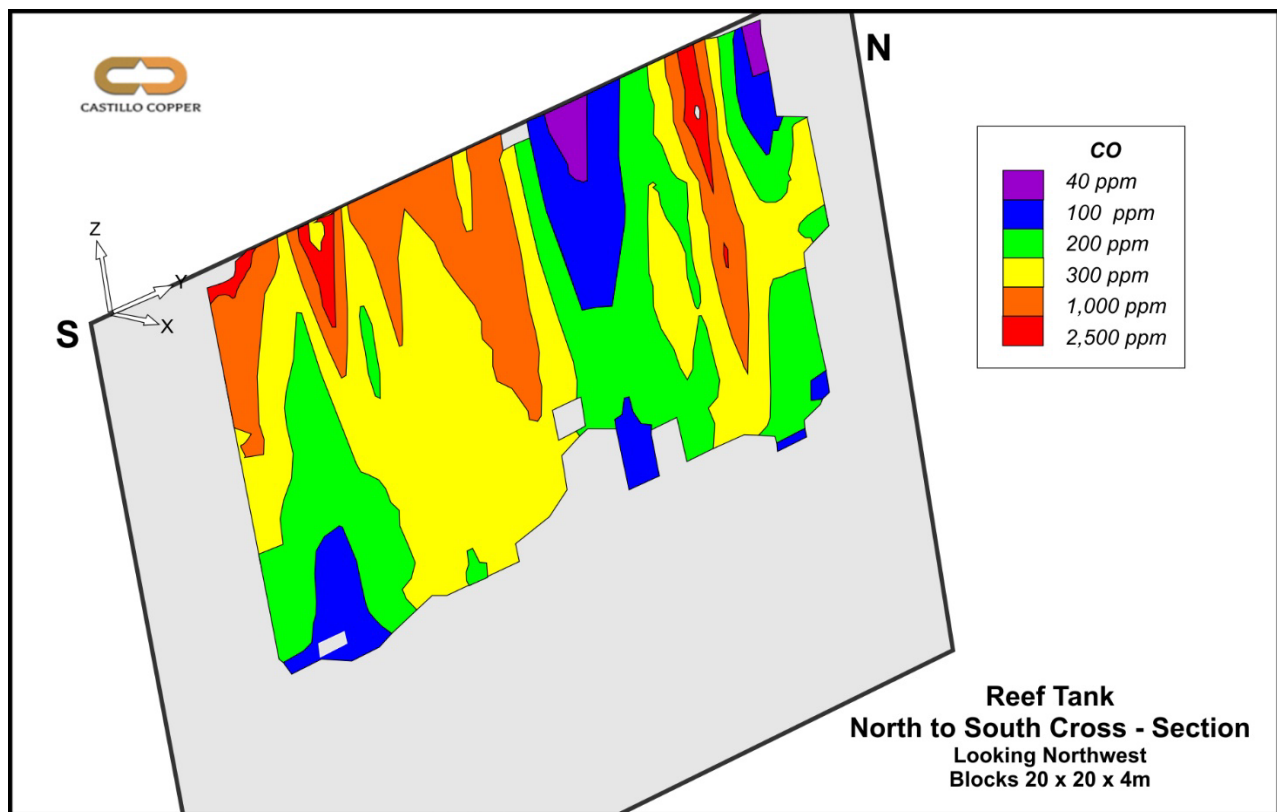 CASTILLO COPPER
N
CO
40 ppm
100 ppm
200 ppm
300 ppm
1,000 ppm
2,500 ppm
Z
Y
X
S
Reef Tank
North to South Cross - Section
Looking Northwest
Blocks 20 x 20 x 4m